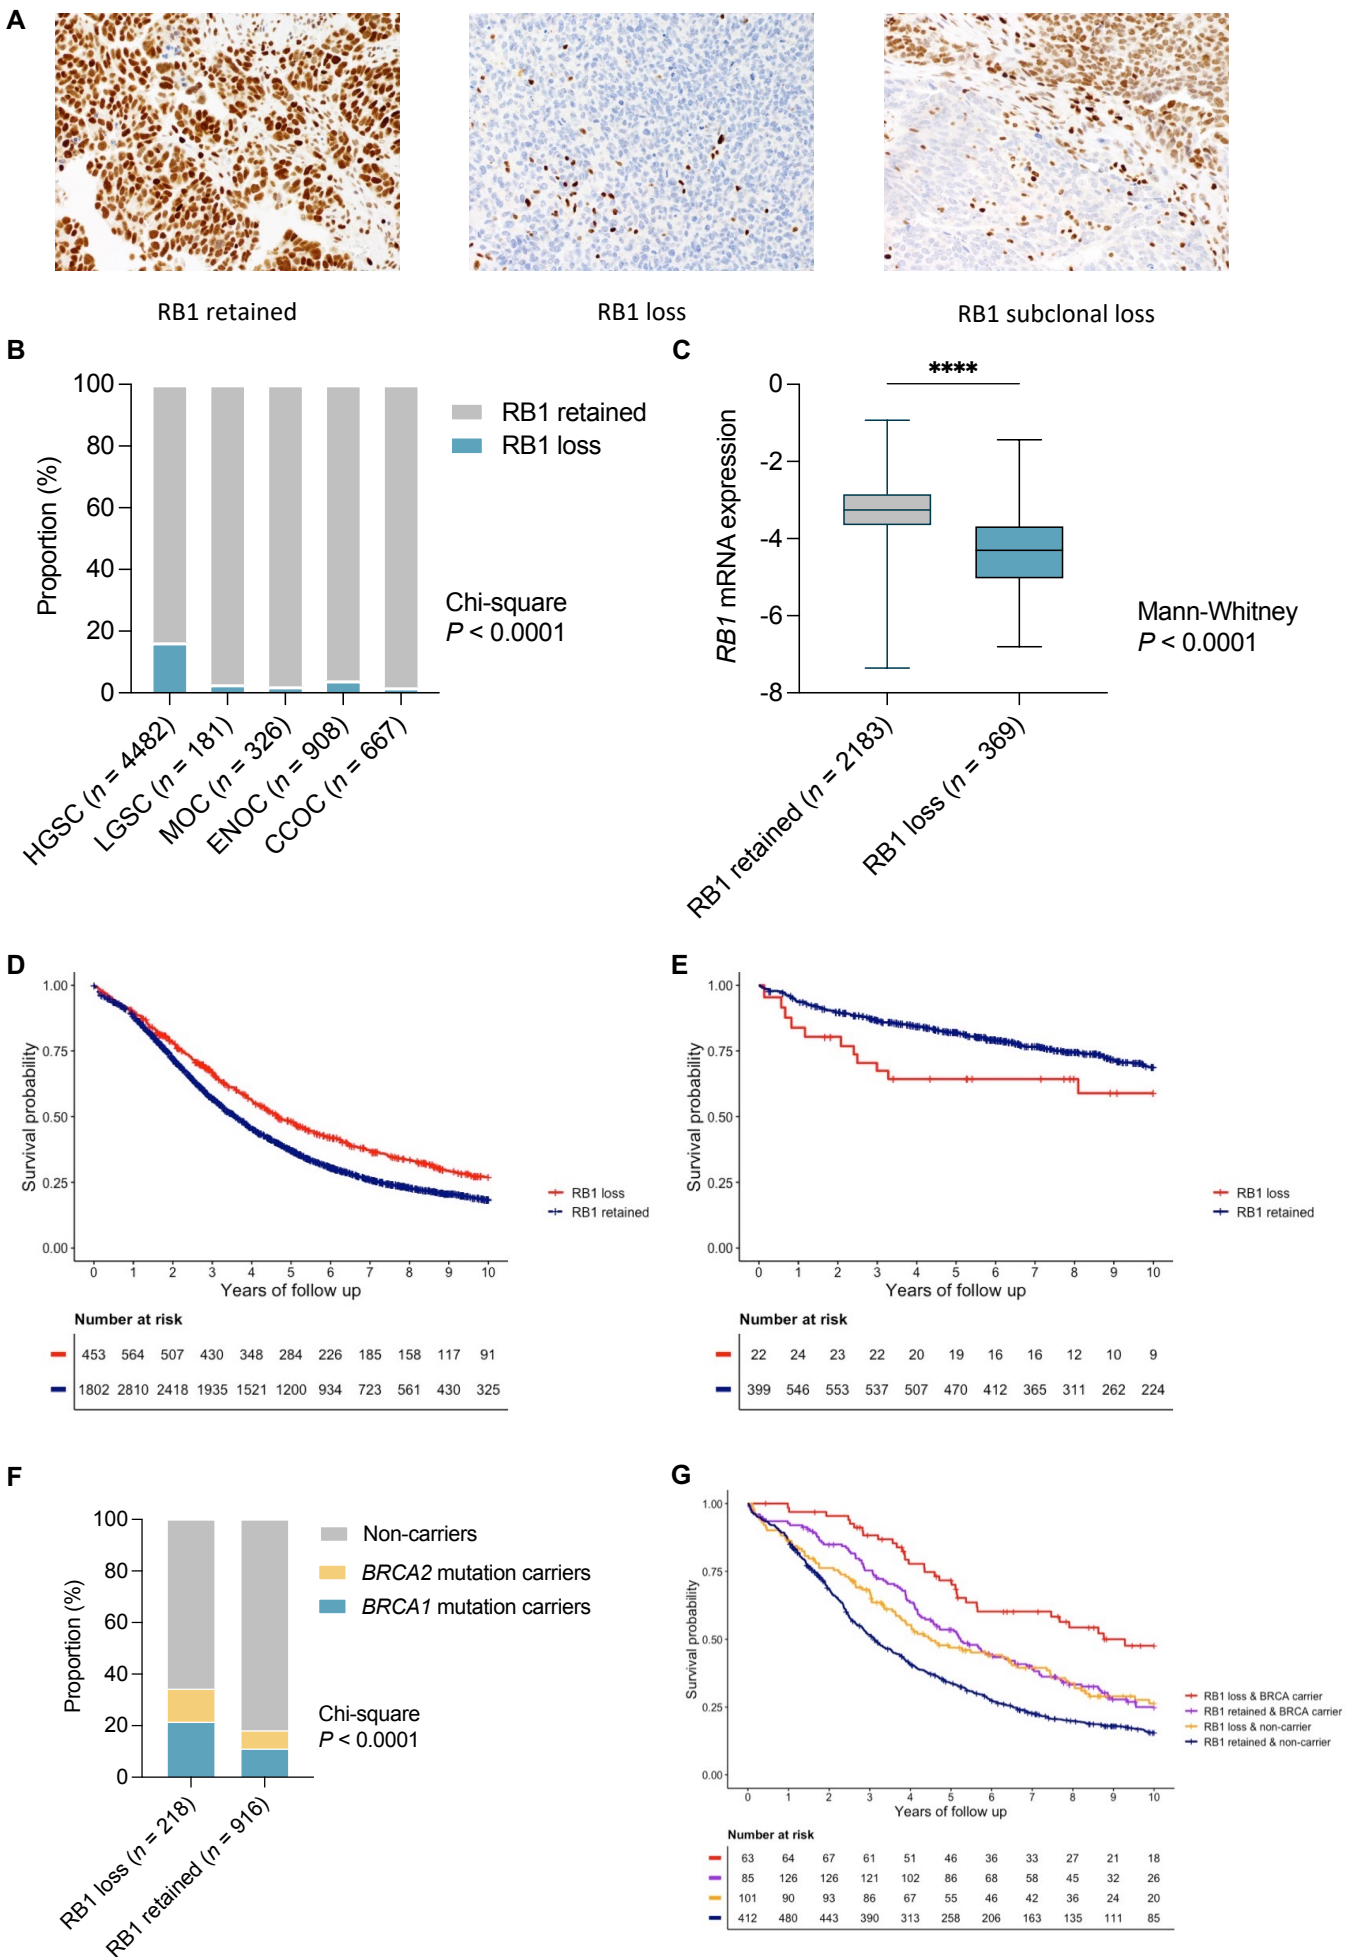 A
RB1 retained
RB1 loss
RB1 subclonal loss
B
100
80
60
40
20
0
Proportion (%)
RB1 retained
RB1 loss
Chi-square
P < 0.0001
HGSC (n = 4482)
LGSC (n = 181)
MOC (n = 326)
ENOC (n = 908)
CCOC (n = 667)
C
****
0
-2
-4
-6
-8
RB1 mRNA expression
Mann-Whitney
P < 0.0001
RB1 retained (n = 2183)
RB1 loss (n = 369)
D
1.00
0.75
0.50
0.25
0.00
Survival probability
RB1 loss
RB1 retained
0 1 2 3 4 5 6 7 8 9 10
Years of follow up
Number at risk
453 564 507 430 348 284 226 185 158 117 91
1802 2810 2418 1935 1521 1200 934 723 561 430 325
E
1.00
0.75
0.50
0.25
0.00
Survival probability
RB1 loss
RB1 retained
0 1 2 3 4 5 6 7 8 9 10
Years of follow up
Number at risk
22 24 23 22 20 19 16 16 12 10 9
399 546 553 537 507 470 412 365 311 262 224
F
100
80
60
40
20
0
Proportion (%)
Non-carriers
BRCA2 mutation carriers
BRCA1 mutation carriers
Chi-square
P < 0.0001
RB1 loss (n = 218)
RB1 retained (n = 916)
G
1.00
0.75
0.50
0.25
0.00
Survival probability
RB1 loss & BRCA carrier
RB1 retained & BRCA carrier
RB1 loss & non-carrier
RB1 retained & non-carrier
0 1 2 3 4 5 6 7 8 9 10
Years of follow up
Number at risk
63 64 67 61 51 46 36 33 27 21 18
85 126 126 121 102 86 68 58 45 32 26
101 90 93 86 67 55 46 42 36 24 20
412 480 443 390 313 258 206 163 135 111 85